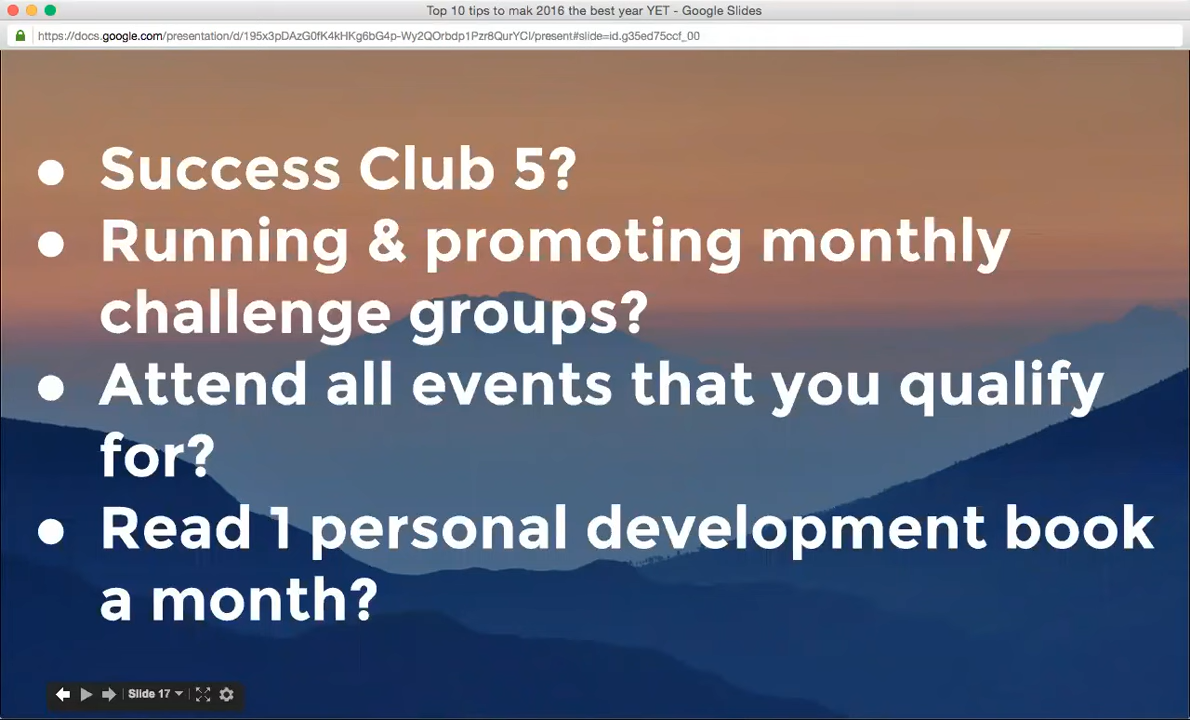 Top 10 tips to mak 2016 the best year YET - Google Slides
https://docs.google.com/presentation/d/195x3pDAzG0fK4kHKg6bG4p-Wy2QOrbdp1Pzr8QurYCI/present#slide=id.g35ed75ccf_00
● Success Club 5?
● Running & promoting monthly
challenge groups?
● Attend all events that you qualify
for?
● Read 1 personal development book
a month?
Slide 17